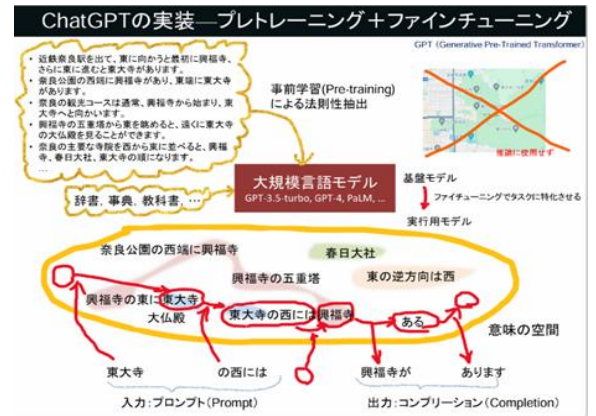 ChatGPTの実装―プレトレーニング＋ファインチューニング
GPT (Generative Pre-Trained Transformer)
• 近鉄奈良駅を出て、東に向かうと最初に興福寺、
さらに東に進むと東大寺があります。
• 奈良公園の西端に興福寺があり、東端に東大寺
があります。
• 奈良の観光コースは通常、興福寺から始まり、東
大寺へと向かいます。
• 興福寺の五重塔から東を眺めると、遠くに東大寺
の大仏殿を見ることができます。
• 奈良の主要な寺院を西から東に並べると、興福
寺、春日大社、東大寺の順になります。
…
事前学習(Pre-training)
による法則性抽出
推論に使用せず
辞書、事典、教科書、…
大規模言語モデル
GPT-3.5-turbo, GPT-4, PaLM, …
基盤モデル
ファイチューニングでタスクに特化させる
実行用モデル
奈良公園の西端に興福寺
春日大社
興福寺の五重塔
東の逆方向は西
興福寺の東に東大寺
大仏殿
東大寺の西には興福寺
ある
意味の空間
東大寺
の西には
興福寺が
あります
入力：プロンプト(Prompt)
出力：コンプリーション(Completion)